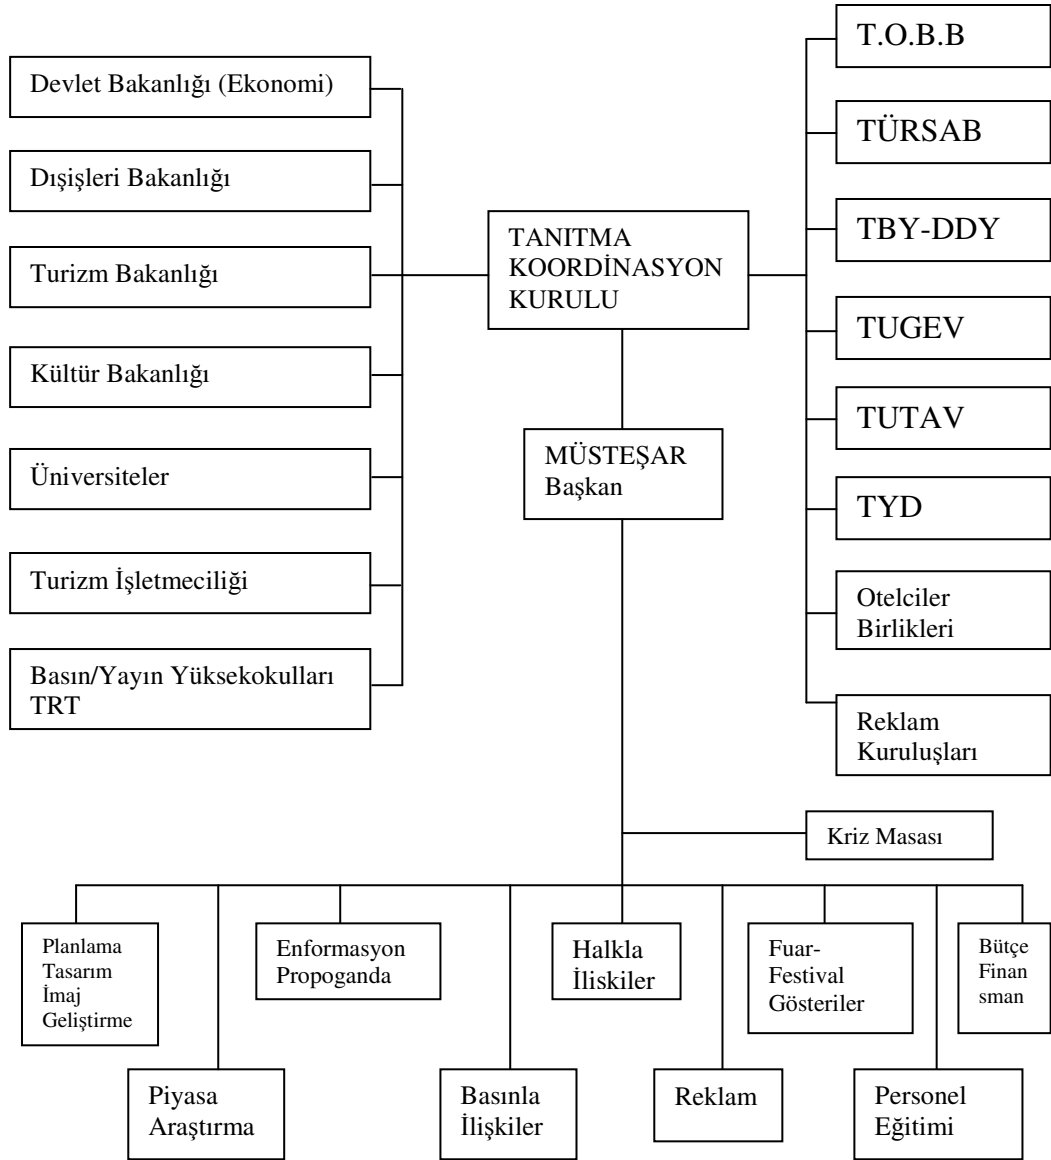 Devlet Bakanlığı (Ekonomi)
Dışişleri Bakanlığı
Turizm Bakanlığı
Kültür Bakanlığı
Üniversiteler
Turizm İşletmeciliği
Basın/Yayın Yüksekokulları
TRT
TANITMA
KOORDİNASYON
KURULU
MÜSTEŞAR
Başkan
T.O.B.B
TÜRSAB
TBY-DDY
TUGEV
TUTAV
TYD
Otelciler
Birlikleri
Reklam
Kuruluşları
Kriz Masası
Planlama
Tasarım
İmaj
Geliştirme
Enformasyon
Propoganda
Halkla
İliskiler
Fuar-
Festival
Gösteriler
Bütçe
Finan
sman
Piyasa
Araştırma
Basınla
İlişkiler
Reklam
Personel
Eğitimi